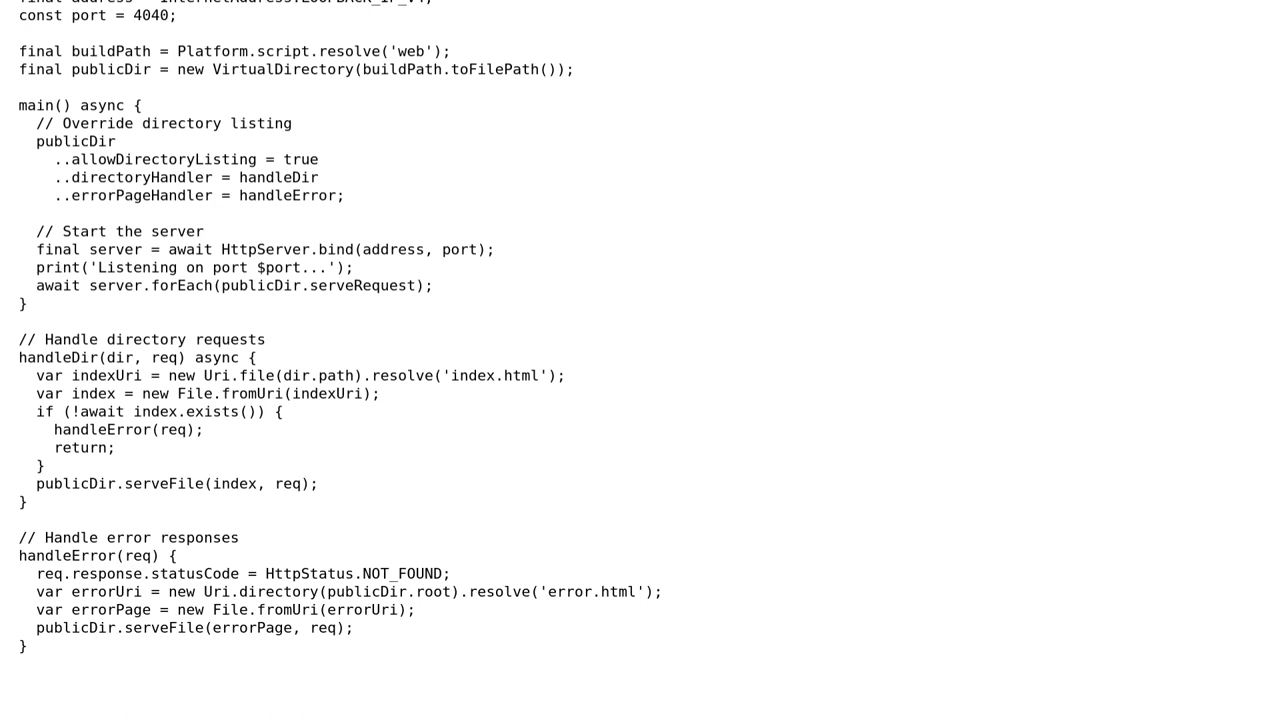 const port = 4040;

final buildPath = Platform.script.resolve('web');
final publicDir = new VirtualDirectory(buildPath.toFilePath());

main() async {
  // Override directory listing
  publicDir
    ..allowDirectoryListing = true
    ..directoryHandler = handleDir
    ..errorPageHandler = handleError;

  // Start the server
  final server = await HttpServer.bind(address, port);
  print('Listening on port $port...');
  await server.forEach(publicDir.serveRequest);
}

// Handle directory requests
handleDir(dir, req) async {
  var indexUri = new Uri.file(dir.path).resolve('index.html');
  var index = new File.fromUri(indexUri);
  if (!await index.exists()) {
    handleError(req);
    return;
  }
  publicDir.serveFile(index, req);
}

// Handle error responses
handleError(req) {
  req.response.statusCode = HttpStatus.NOT_FOUND;
  var errorUri = new Uri.directory(publicDir.root).resolve('error.html');
  var errorPage = new File.fromUri(errorUri);
  publicDir.serveFile(errorPage, req);
}